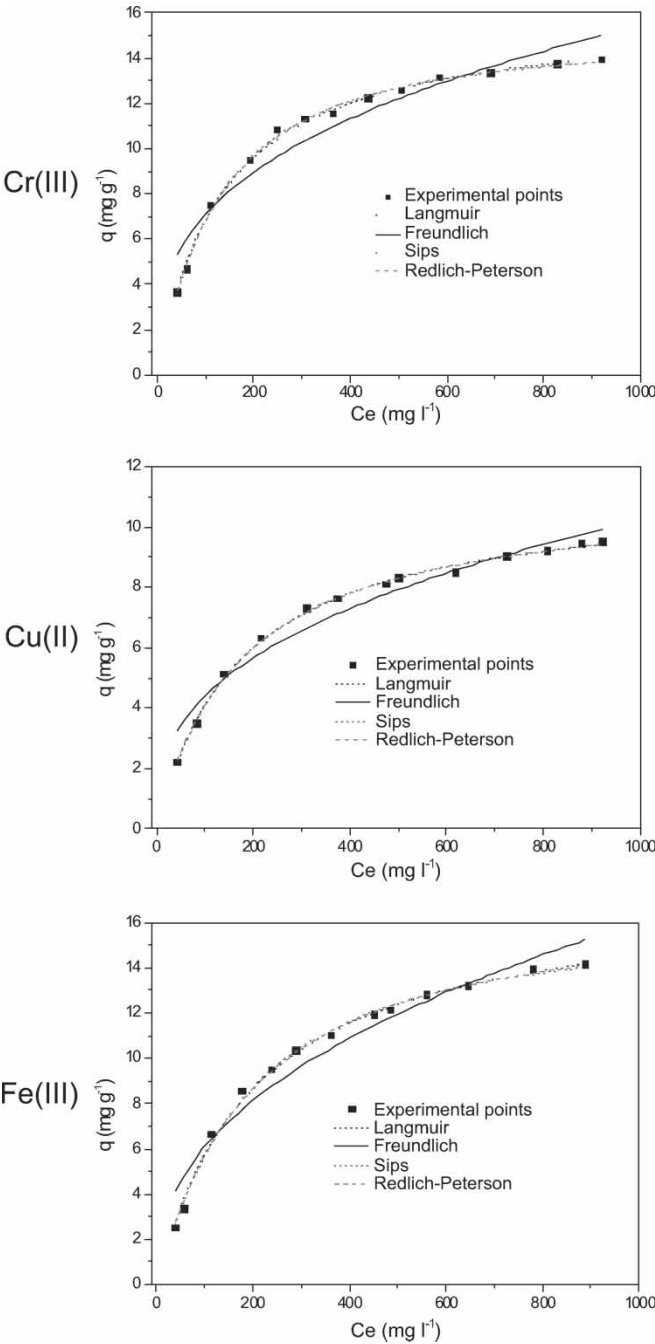 16
14
12
10
8
6
4
2
0
q (mg g⁻¹)
Cr(III)
Experimental points
Langmuir
Freundlich
Sips
Redlich-Peterson
0 200 400 600 800 1000
Ce (mg l⁻¹)
12
10
8
6
4
2
0
q (mg g⁻¹)
Cu(II)
Experimental points
Langmuir
Freundlich
Sips
Redlich-Peterson
0 200 400 600 800 1000
Ce (mg l⁻¹)
16
14
12
10
8
6
4
2
0
q (mg g⁻¹)
Fe(III)
Experimental points
Langmuir
Freundlich
Sips
Redlich-Peterson
0 200 400 600 800 1000
Ce (mg l⁻¹)